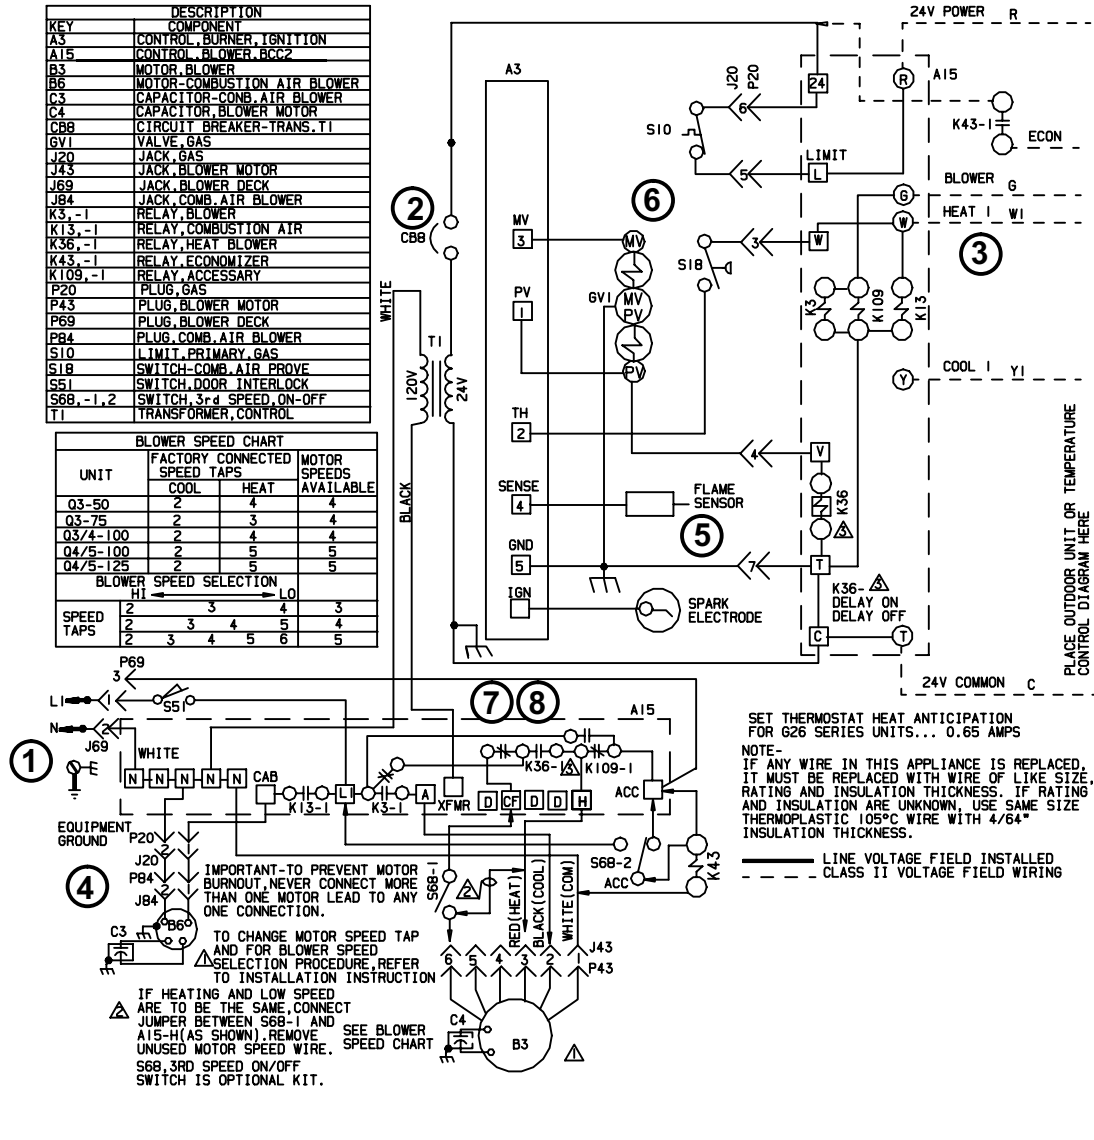 DESCRIPTION
KEY COMPONENT
A3 CONTROL,BURNER,IGNITION
A15 CONTROL,BLOWER,BCC2
B3 MOTOR,BLOWER
B6 MOTOR-COMBUSTION AIR BLOWER
C3 CAPACITOR-CONB.AIR BLOWER
C4 CAPACITOR,BLOWER MOTOR
CB8 CIRCUIT BREAKER-TRANS.T1
GV1 VALVE,GAS
J20 JACK,GAS
J43 JACK,BLOWER MOTOR
J69 JACK,BLOWER DECK
J84 JACK,COMB.AIR BLOWER
K3,-1 RELAY,BLOWER
K13,-1 RELAY,COMBUSTION AIR
K36,-1 RELAY,HEAT BLOWER
K43,-1 RELAY,ECONOMIZER
K109,-1 RELAY,ACCESSARY
P20 PLUG,GAS
P43 PLUG,BLOWER MOTOR
P69 PLUG,BLOWER DECK
P84 PLUG.COMB.AIR BLOWER
S10 LIMIT,PRIMARY,GAS
S18 SWITCH-COMB.AIR PROVE
S51 SWITCH,DOOR INTERLOCK
S68,-1,2 SWITCH,3rd SPEED,ON-OFF
T1 TRANSFORMER,CONTROL
BLOWER SPEED CHART
UNIT FACTORY CONNECTED SPEED TAPS MOTOR SPEEDS AVAILABLE
COOL HEAT
Q3-50 2 4 4
Q3-75 2 3 4
Q3/4-100 2 4 4
Q4/5-100 2 5 5
Q4/5-125 2 5 5
BLOWER SPEED SELECTION
HI LO
SPEED TAPS
2 3 4 3
2 3 4 5 4
2 3 4 5 6 5
24V POWER R
A3
J20
P20
24
R
A15
K43-1
ECON
6
S10
LIMIT
5
L
BLOWER G
G
HEAT 1 W1
W
W
3
2
CB8
6
MV
3
MV
3
S18
GV1
MV
PV
PV
1
PV
K3
K109
K13
WHITE
T1
120V
24V
COOL 1 Y1
Y
TH
2
BLACK
4
V
SENSE
4
FLAME
SENSOR
5
K36
3
GND
5
7
T
IGN
SPARK
ELECTRODE
K36- 3
DELAY ON
DELAY OFF
C
T
24V COMMON C
PLACE OUTDOOR UNIT OR TEMPERATURE
CONTROL DIAGRAM HERE
P69
3
L1
1
S51
N
2
J69
1
WHITE
7
8
A15
N N N N N
CAB
K13-1
L1
K3-1
A
XFMR
K36-1
3
K109-1
D CF D D H
ACC
SET THERMOSTAT HEAT ANTICIPATION
FOR G26 SERIES UNITS... 0.65 AMPS
NOTE-
IF ANY WIRE IN THIS APPLIANCE IS REPLACED,
IT MUST BE REPLACED WITH WIRE OF LIKE SIZE,
RATING AND INSULATION THICKNESS. IF RATING
AND INSULATION ARE UNKNOWN, USE SAME SIZE
THERMOPLASTIC 105°C WIRE WITH 4/64"
INSULATION THICKNESS.
LINE VOLTAGE FIELD INSTALLED
CLASS II VOLTAGE FIELD WIRING
EQUIPMENT
GROUND
P20
2 1
J20
P84
2 1
J84
4
B6
C3
IMPORTANT-TO PREVENT MOTOR
BURNOUT,NEVER CONNECT MORE
THAN ONE MOTOR LEAD TO ANY
ONE CONNECTION.
S68-1
2
RED(HEAT)
BLACK(COOL)
WHITE(COM)
S68-2
ACC
K43
1
TO CHANGE MOTOR SPEED TAP
AND FOR BLOWER SPEED
SELECTION PROCEDURE,REFER
TO INSTALLATION INSTRUCTION
J43
6 5 4 3 2 1
P43
2
IF HEATING AND LOW SPEED
ARE TO BE THE SAME,CONNECT
JUMPER BETWEEN S68-1 AND
A15-H(AS SHOWN).REMOVE
UNUSED MOTOR SPEED WIRE.
SEE BLOWER
SPEED CHART
C4
B3
1
S68,3RD SPEED ON/OFF
SWITCH IS OPTIONAL KIT.